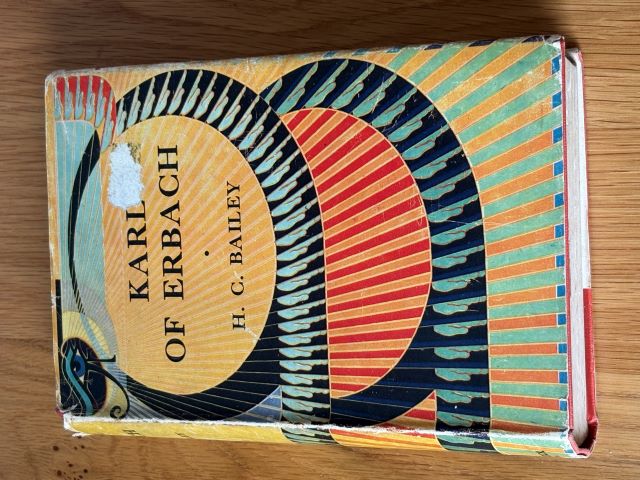 KARL
OF ERBACH
•
H. C. BAILEY